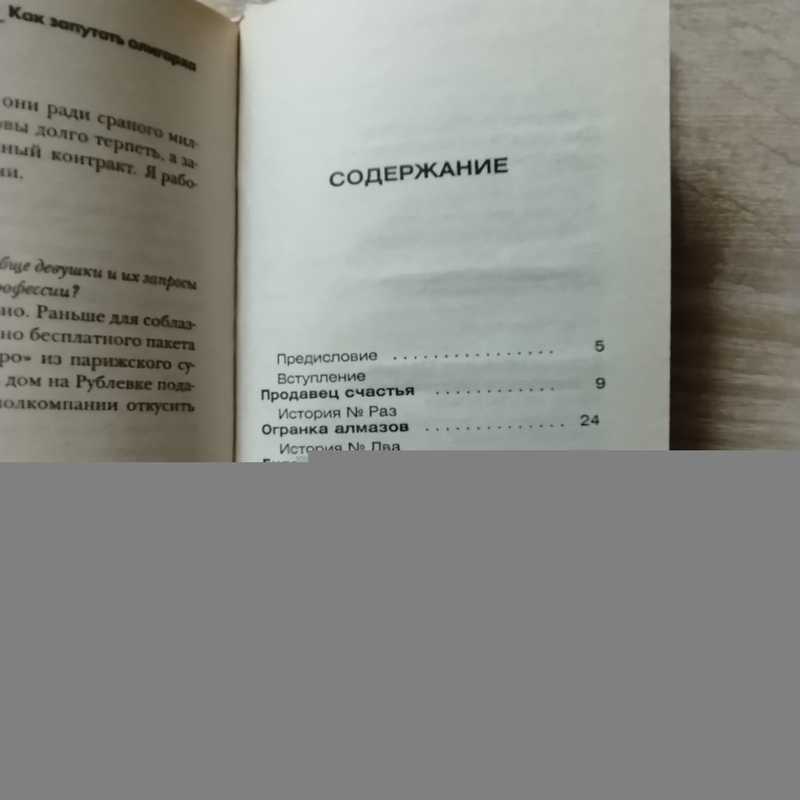 Как запутать олигарха
они ради сраного мил-
вы долго терпеть, а за-
ный контракт. Я рабо-
ии.
бще девушки и их запросы
рофессии?
но. Раньше для соблаз-
но бесплатного пакета
ро» из парижского су-
дом на Рублевке пода-
олкомпании откусить
СОДЕРЖАНИЕ
Предисловие . . . . . . . . . . . . . . . . 5
Вступление
Продавец счастья . . . . . . . . . . . . 9
История № Раз
Огранка алмазов . . . . . . . . . . . . . . 24
История № Два